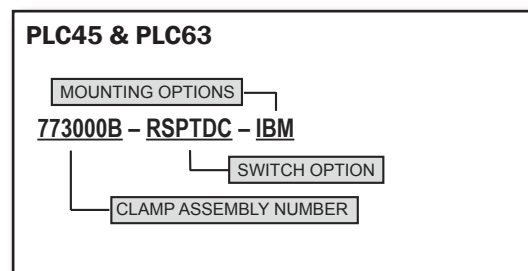 PLC45 & PLC63
MOUNTING OPTIONS
773000B – RSPTDC – IBM
SWITCH OPTION
CLAMP ASSEMBLY NUMBER